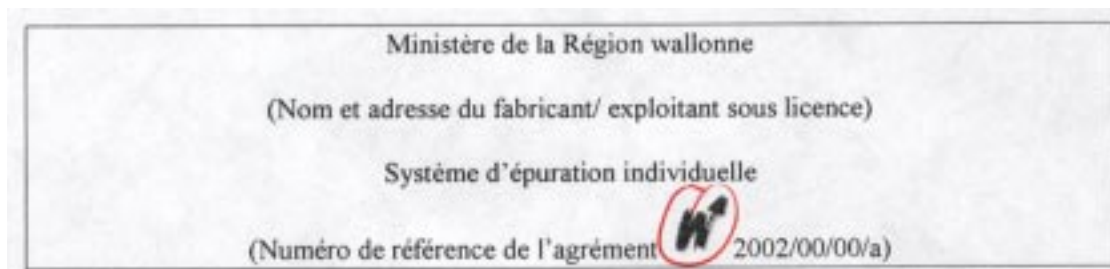 Ministère de la Région wallonne
(Nom et adresse du fabricant/ exploitant sous licence)
Système d'épuration individuelle
(Numéro de référence de l'agrément W 2002/00/00/a)